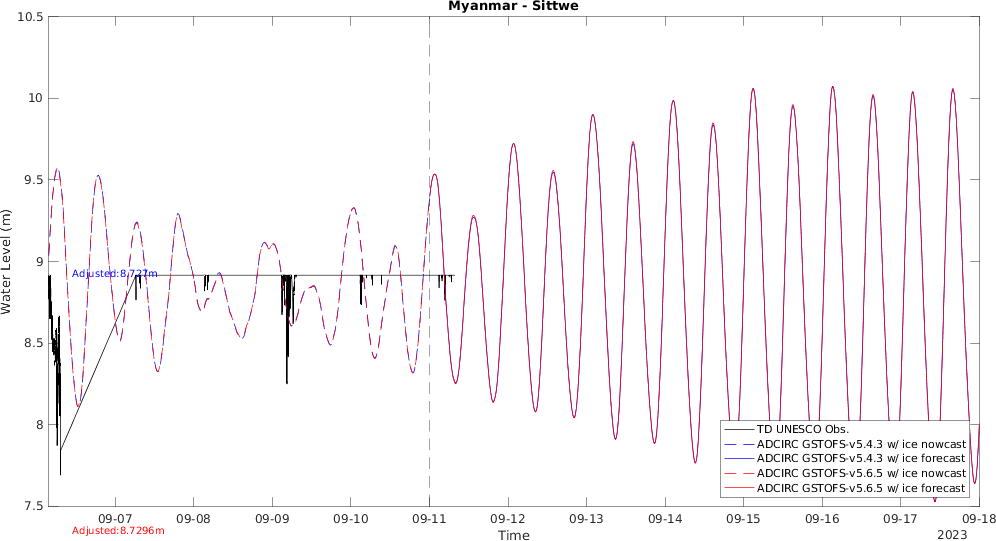 Myanmar - Sittwe
10.5
10
9.5
9
8.5
8
7.5
Water Level (m)
Adjusted:8.727m
TD UNESCO Obs.
ADCIRC GSTOFS-v5.4.3 w/ ice nowcast
ADCIRC GSTOFS-v5.4.3 w/ ice forecast
ADCIRC GSTOFS-v5.6.5 w/ ice nowcast
ADCIRC GSTOFS-v5.6.5 w/ ice forecast
09-07 09-08 09-09 09-10 09-11 09-12 09-13 09-14 09-15 09-16 09-17 09-18
Adjusted:8.7296m
Time
2023